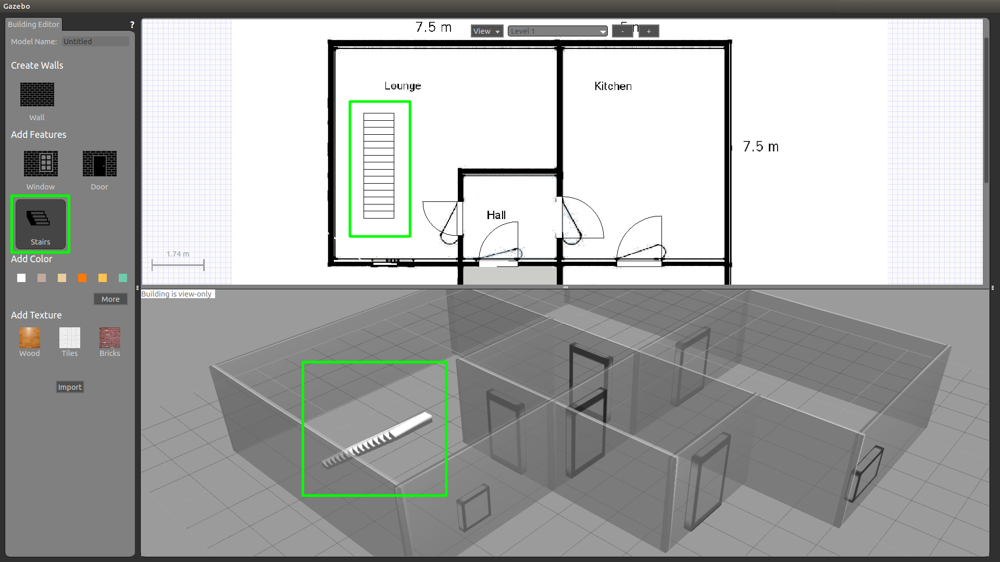 Gazebo
Building Editor
?
Model Name: Untitled
Create Walls
Wall
Add Features
Window
Door
Stairs
Add Color
More
Add Texture
Wood
Tiles
Bricks
Import
7.5 m
View
Level 1
-
+
Lounge
Kitchen
7.5 m
Hall
1.74 m
Building is view-only